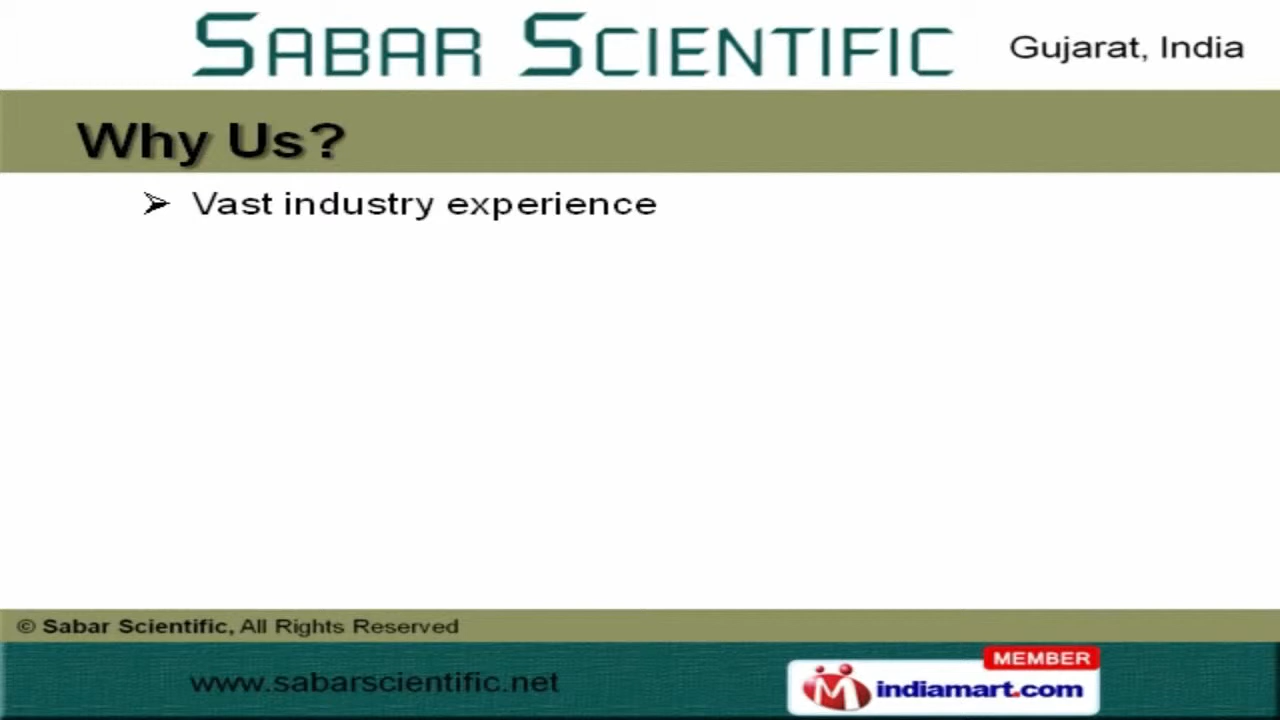 SABAR SCIENTIFIC
Gujarat, India
Why Us?
➢ Vast industry experience
© Sabar Scientific, All Rights Reserved
www.sabarscientific.net
MEMBER
indiamart.com